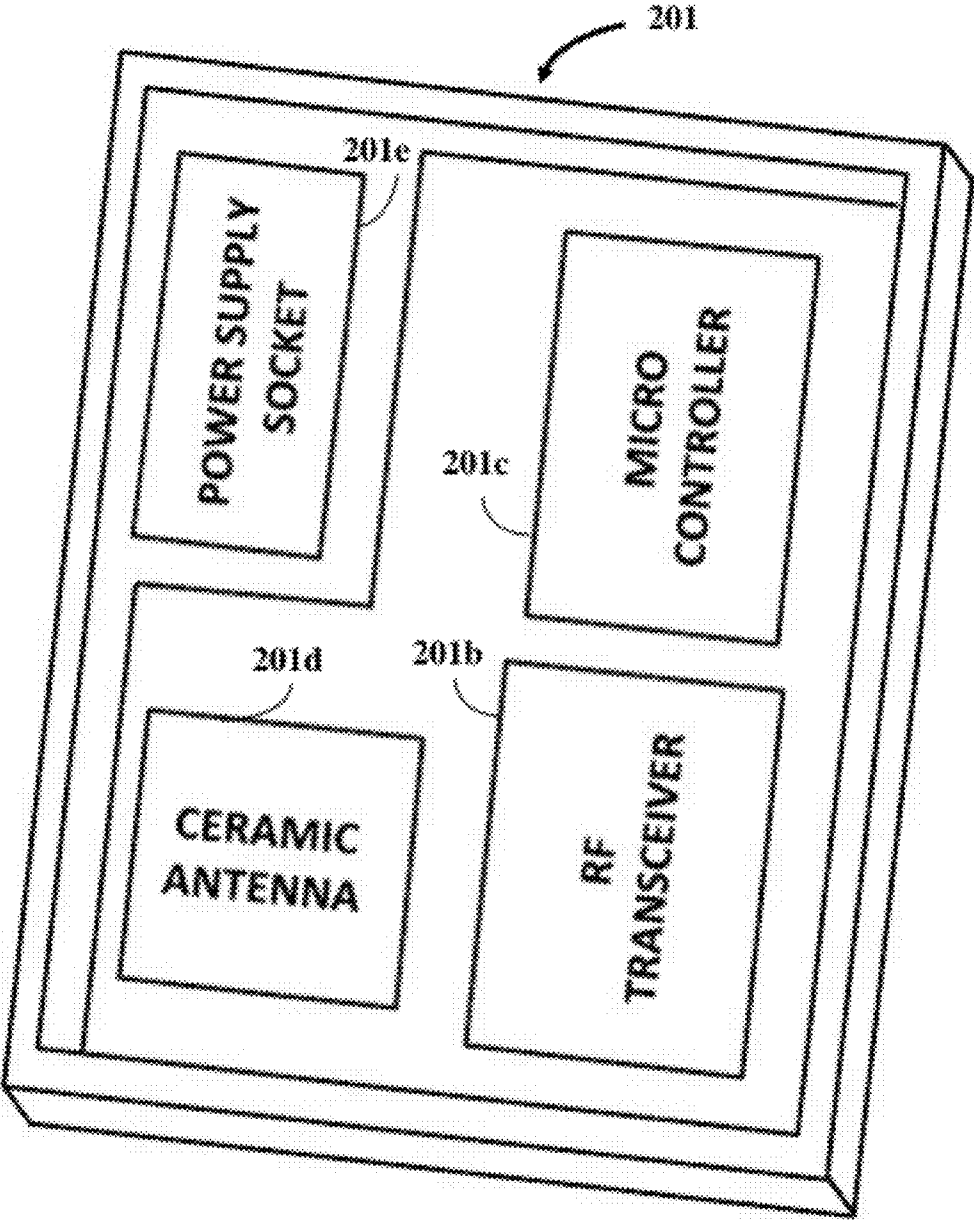 201
201e
POWER SUPPLY
SOCKET
MICRO
CONTROLLER
201c
201d
201b
CERAMIC
ANTENNA
RF
TRANSCEIVER